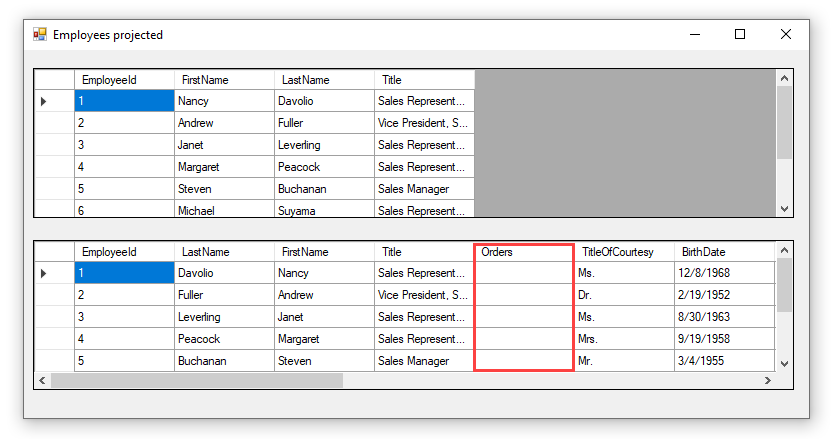 Employees projected
EmployeeId FirstName LastName Title
1 Nancy Davolio Sales Represent...
2 Andrew Fuller Vice President, S...
3 Janet Leverling Sales Represent...
4 Margaret Peacock Sales Represent...
5 Steven Buchanan Sales Manager
6 Michael Suyama Sales Represent...
EmployeeId LastName FirstName Title Orders TitleOfCourtesy BirthDate
1 Davolio Nancy Sales Represent... Ms. 12/8/1968
2 Fuller Andrew Vice President, S... Dr. 2/19/1952
3 Leverling Janet Sales Represent... Ms. 8/30/1963
4 Peacock Margaret Sales Represent... Mrs. 9/19/1958
5 Buchanan Steven Sales Manager Mr. 3/4/1955